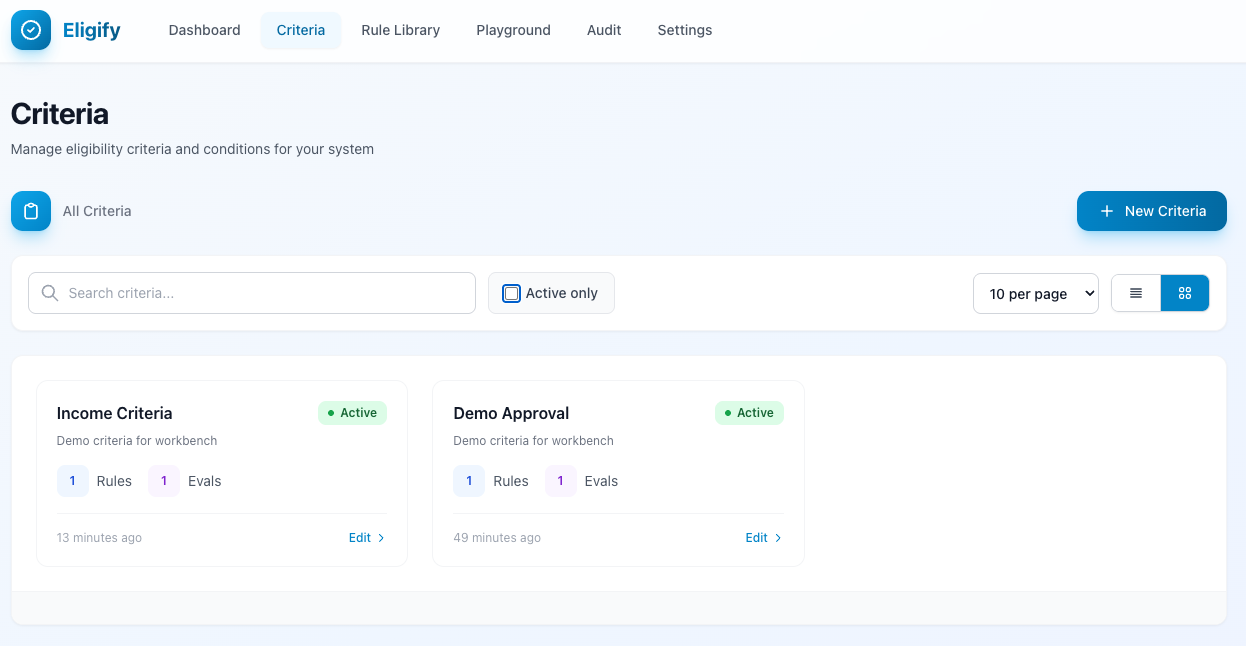 Eligify Dashboard Criteria Rule Library Playground Audit Settings
Criteria
Manage eligibility criteria and conditions for your system
All Criteria New Criteria
Search criteria... Active only 10 per page
Income Criteria Active Demo Approval Active
Demo criteria for workbench Demo criteria for workbench
1 Rules 1 Evals 1 Rules 1 Evals
13 minutes ago Edit 49 minutes ago Edit